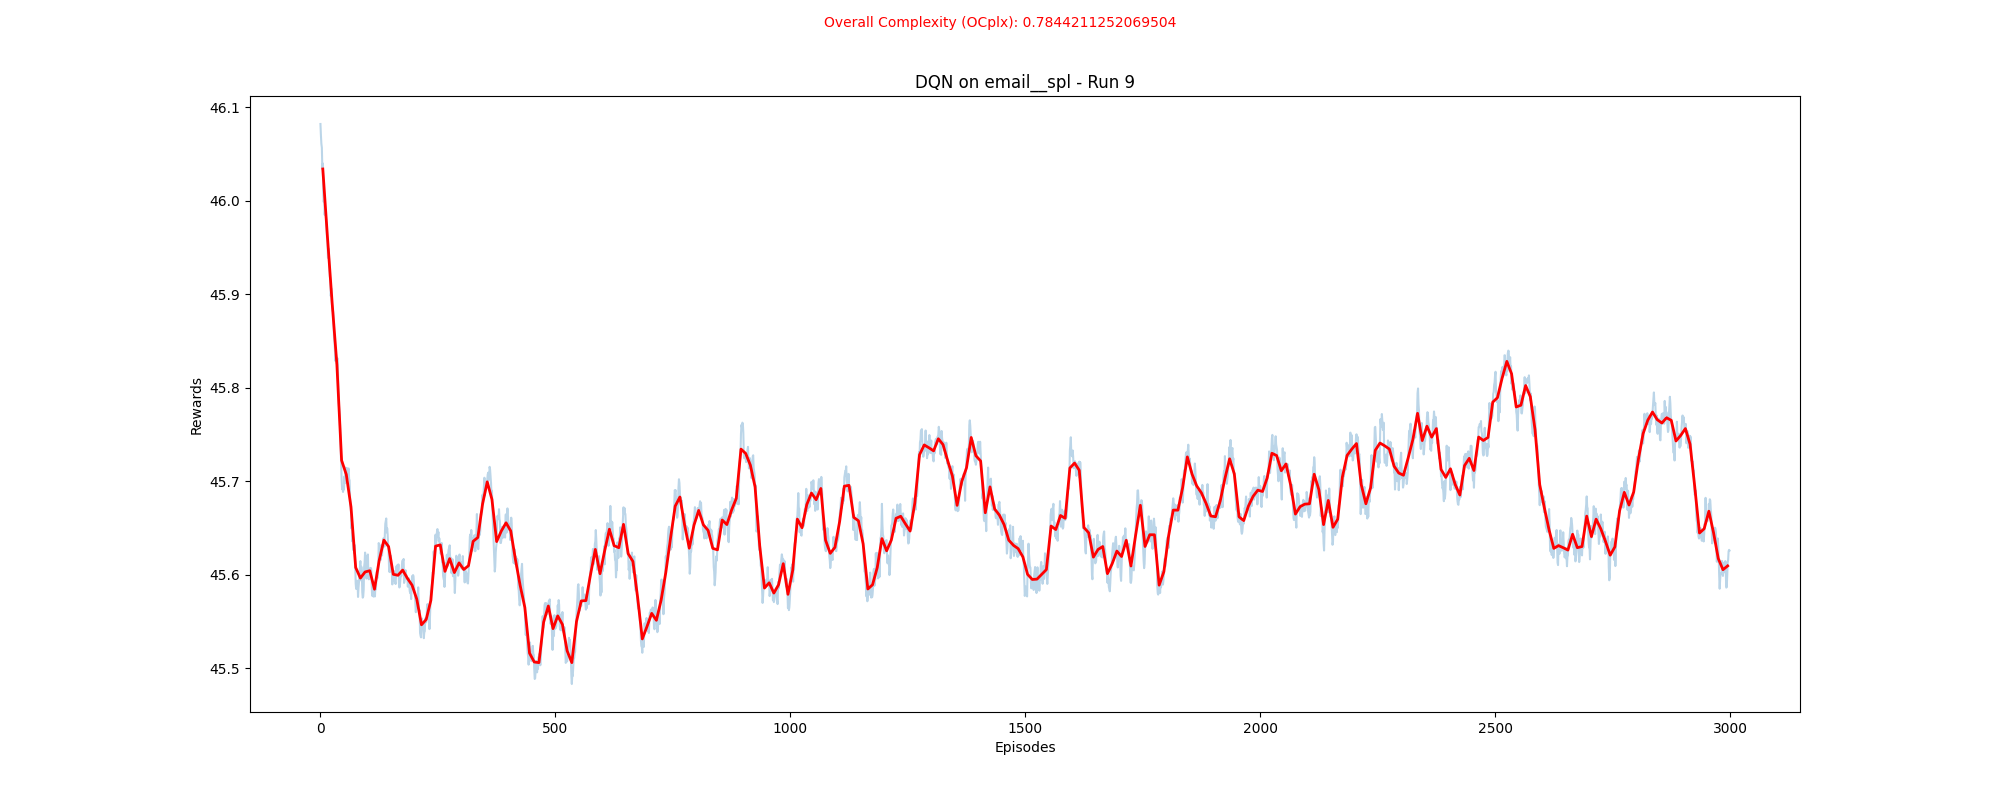 Overall Complexity (OCplx): 0.7844211252069504
DQN on email__spl - Run 9
46.1
46.0
45.9
45.8
45.7
45.6
45.5
Rewards
0 500 1000 1500 2000 2500 3000
Episodes